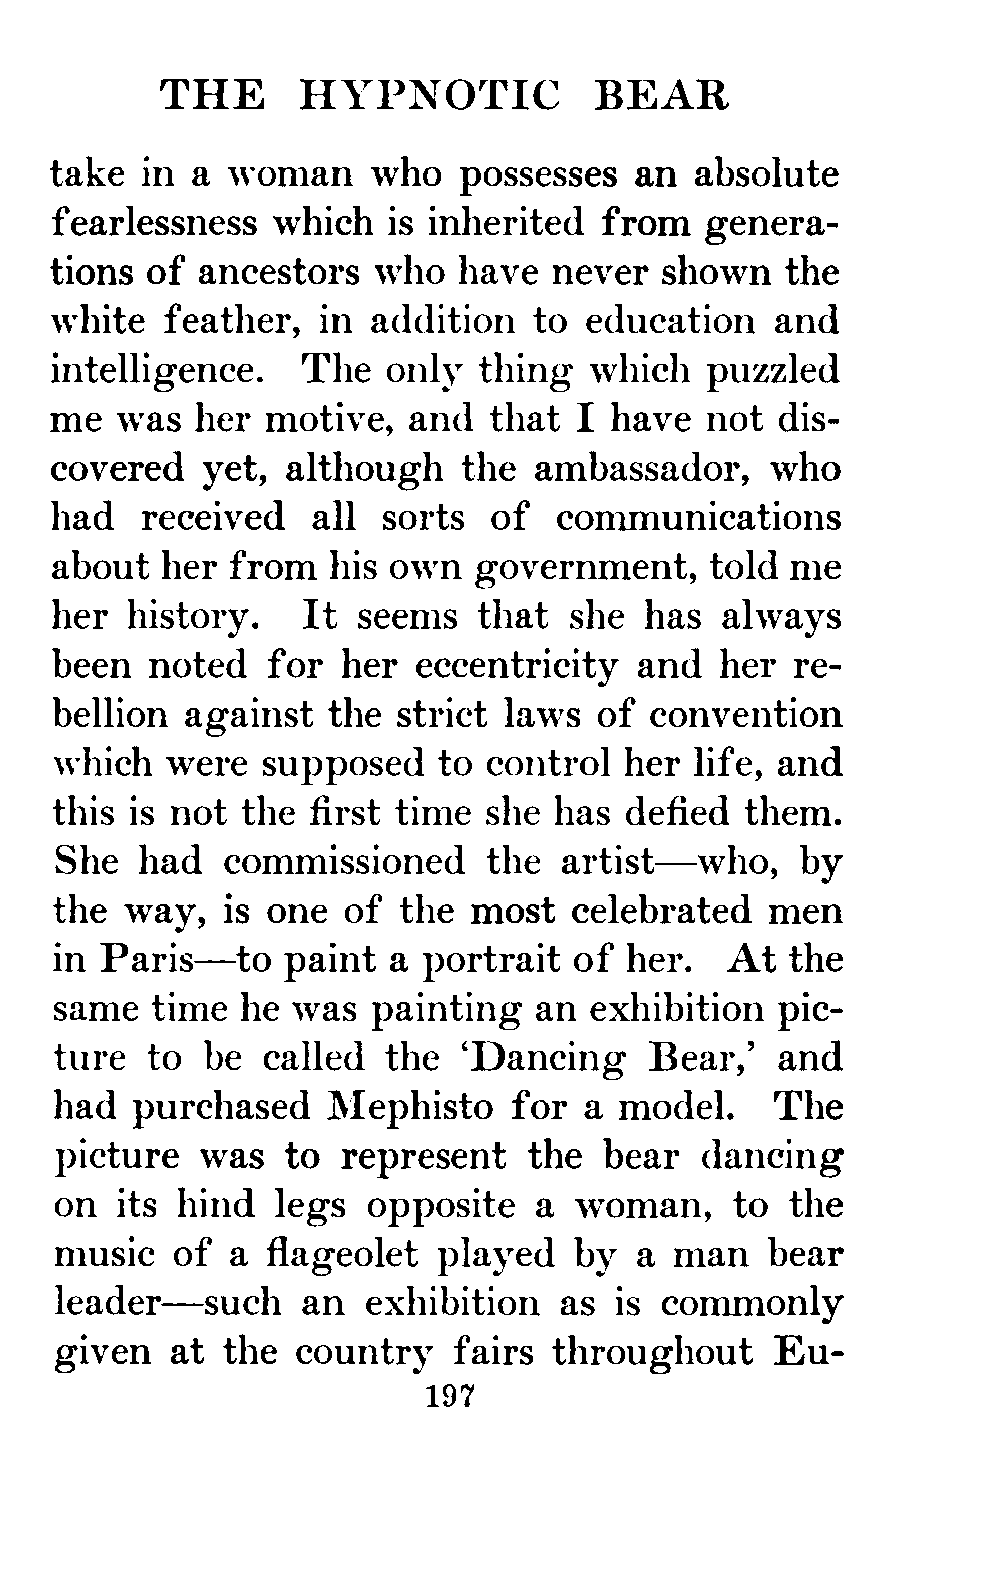 THE HYPNOTIC BEAR
take in a woman who possesses an absolute
fearlessness which is inherited from genera-
tions of ancestors who have never shown the
white feather, in addition to education and
intelligence. The only thing which puzzled
me was her motive, and that I have not dis-
covered yet, although the ambassador, who
had received all sorts of communications
about her from his own government, told me
her history. It seems that she has always
been noted for her eccentricity and her re-
bellion against the strict laws of convention
which were supposed to control her life, and
this is not the first time she has defied them.
She had commissioned the artist—who, by
the way, is one of the most celebrated men
in Paris—to paint a portrait of her. At the
same time he was painting an exhibition pic-
ture to be called the ‘Dancing Bear,’ and
had purchased Mephisto for a model. The
picture was to represent the bear dancing
on its hind legs opposite a woman, to the
music of a flageolet played by a man bear
leader—such an exhibition as is commonly
given at the country fairs throughout Eu-
197